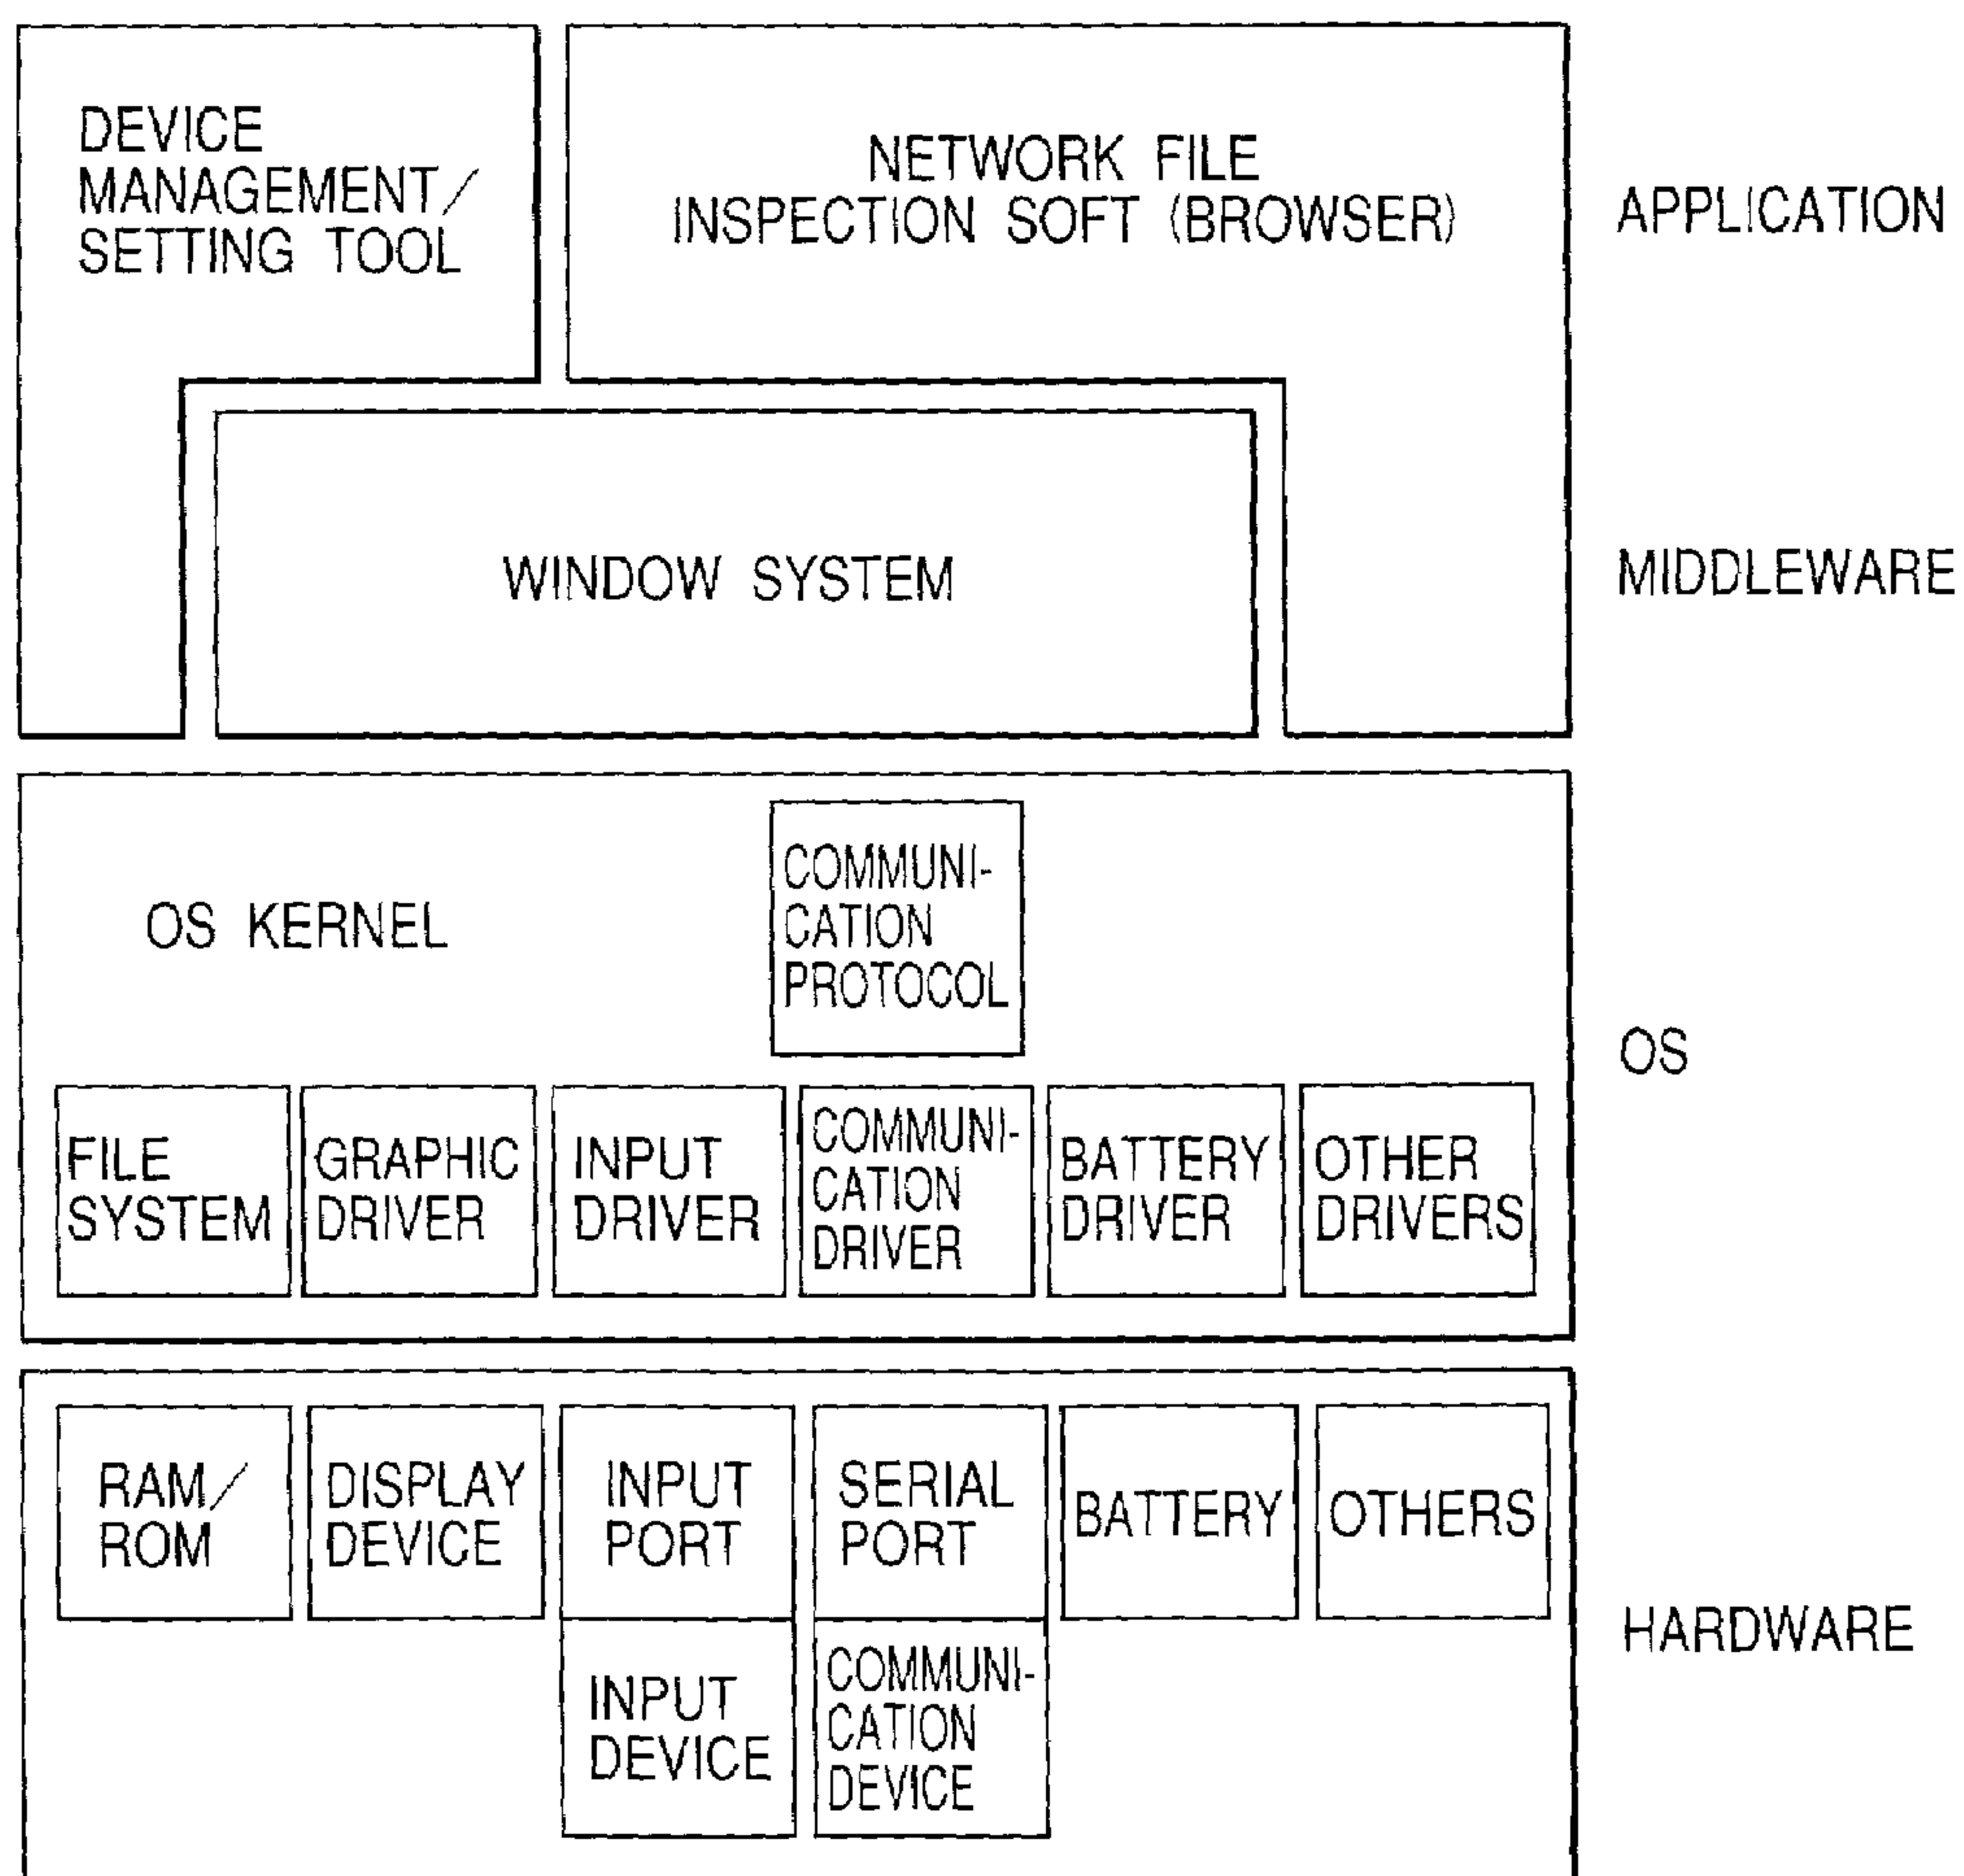 DEVICE
MANAGEMENT/
SETTING TOOL
NETWORK FILE
INSPECTION SOFT (BROWSER)
APPLICATION
WINDOW SYSTEM
MIDDLEWARE
OS KERNEL
COMMUNI-
CATION
PROTOCOL
OS
FILE
SYSTEM
GRAPHIC
DRIVER
INPUT
DRIVER
COMMUNI-
CATION
DRIVER
BATTERY
DRIVER
OTHER
DRIVERS
RAM/
ROM
DISPLAY
DEVICE
INPUT
PORT
SERIAL
PORT
BATTERY
OTHERS
HARDWARE
INPUT
DEVICE
COMMUNI-
CATION
DEVICE